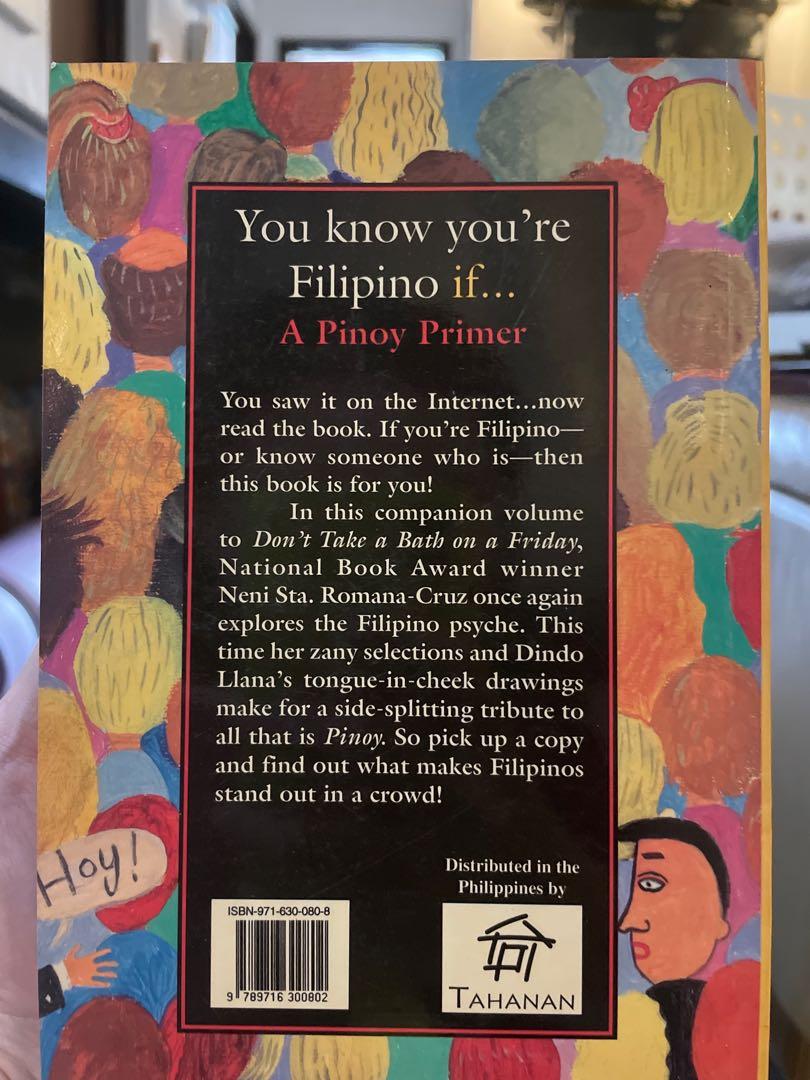 You know you're
Filipino if...
A Pinoy Primer
You saw it on the Internet...now
read the book. If you're Filipino—
or know someone who is—then
this book is for you!
In this companion volume
to Don't Take a Bath on a Friday,
National Book Award winner
Neni Sta. Romana-Cruz once again
explores the Filipino psyche. This
time her zany selections and Dindo
Llana's tongue-in-cheek drawings
make for a side-splitting tribute to
all that is Pinoy. So pick up a copy
and find out what makes Filipinos
stand out in a crowd!
Hoy!
Distributed in the
Philippines by
ISBN-971-630-080-8
9 789716 300802
TAHANAN